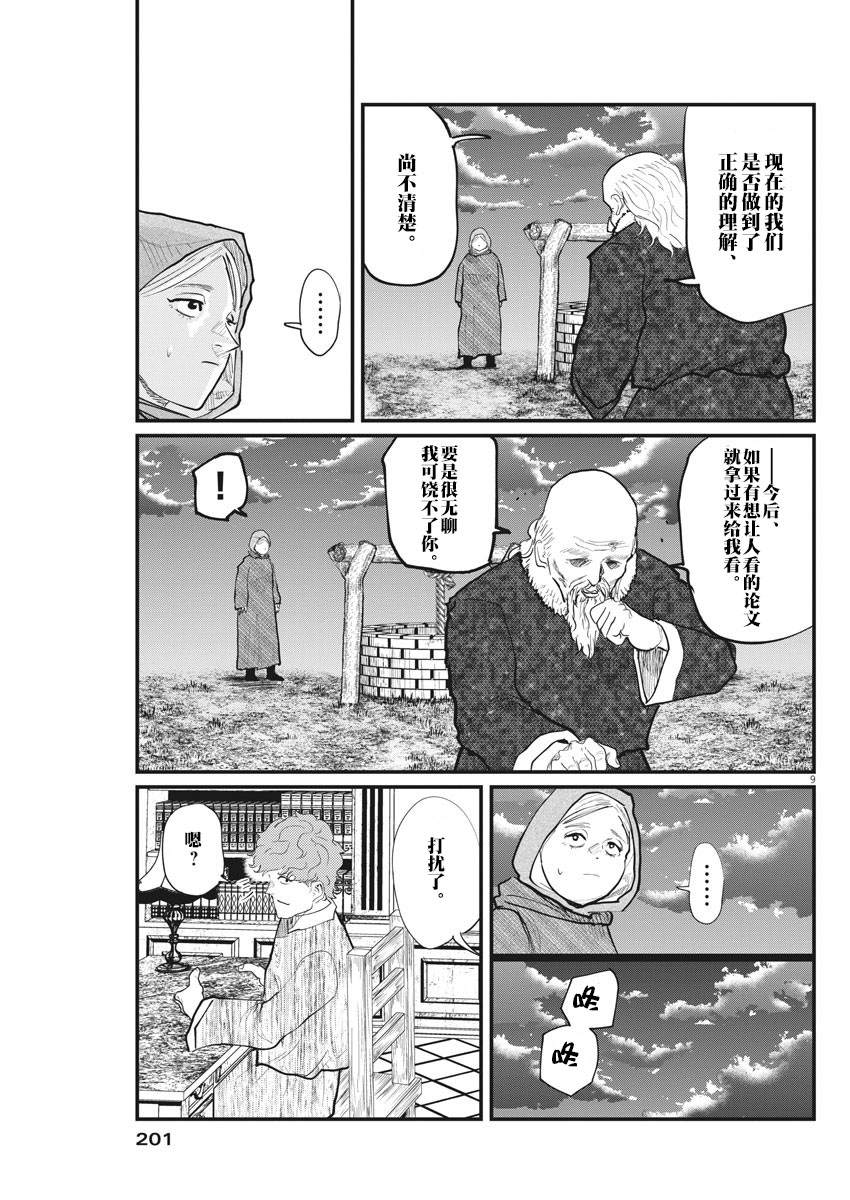 现在的我们
是否做到了
正确的理解、
尚不清楚。
……
——今后、
如果有想让人看的论文
就拿过来给我看。
要是很无聊
我可饶不了你。
！
9
……
咚
咚
打扰了。
嗯？
201